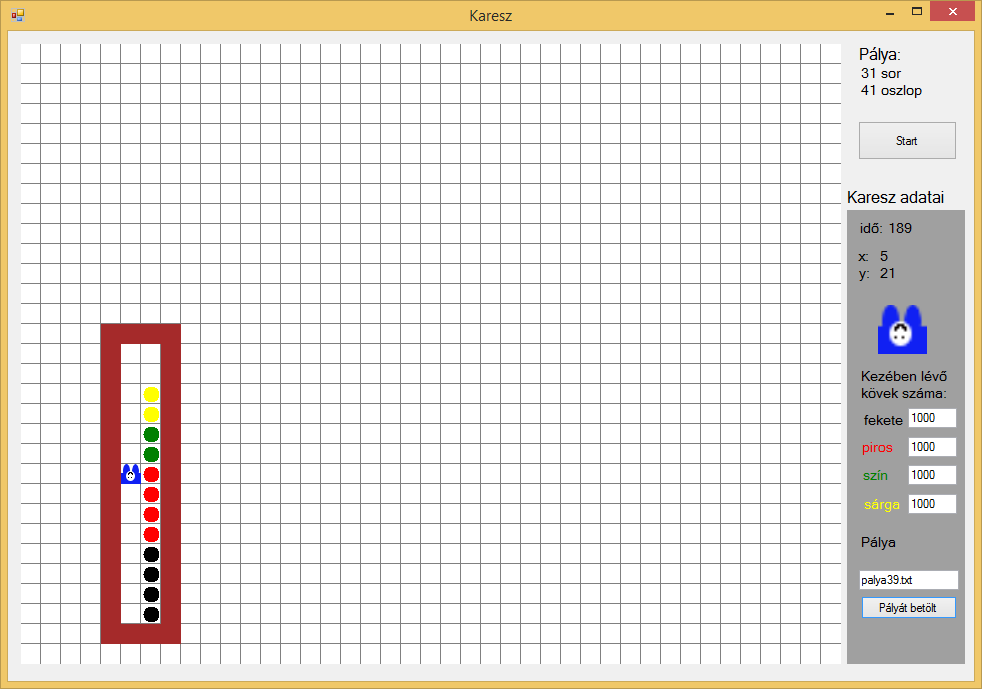 Karesz
Pálya:
31 sor
41 oszlop
Start
Karesz adatai
idő: 189
x: 5
y: 21
Kezében lévő
kövek száma:
fekete 1000
piros 1000
szín 1000
sárga 1000
Pálya
palya39.txt
Pályát betölt